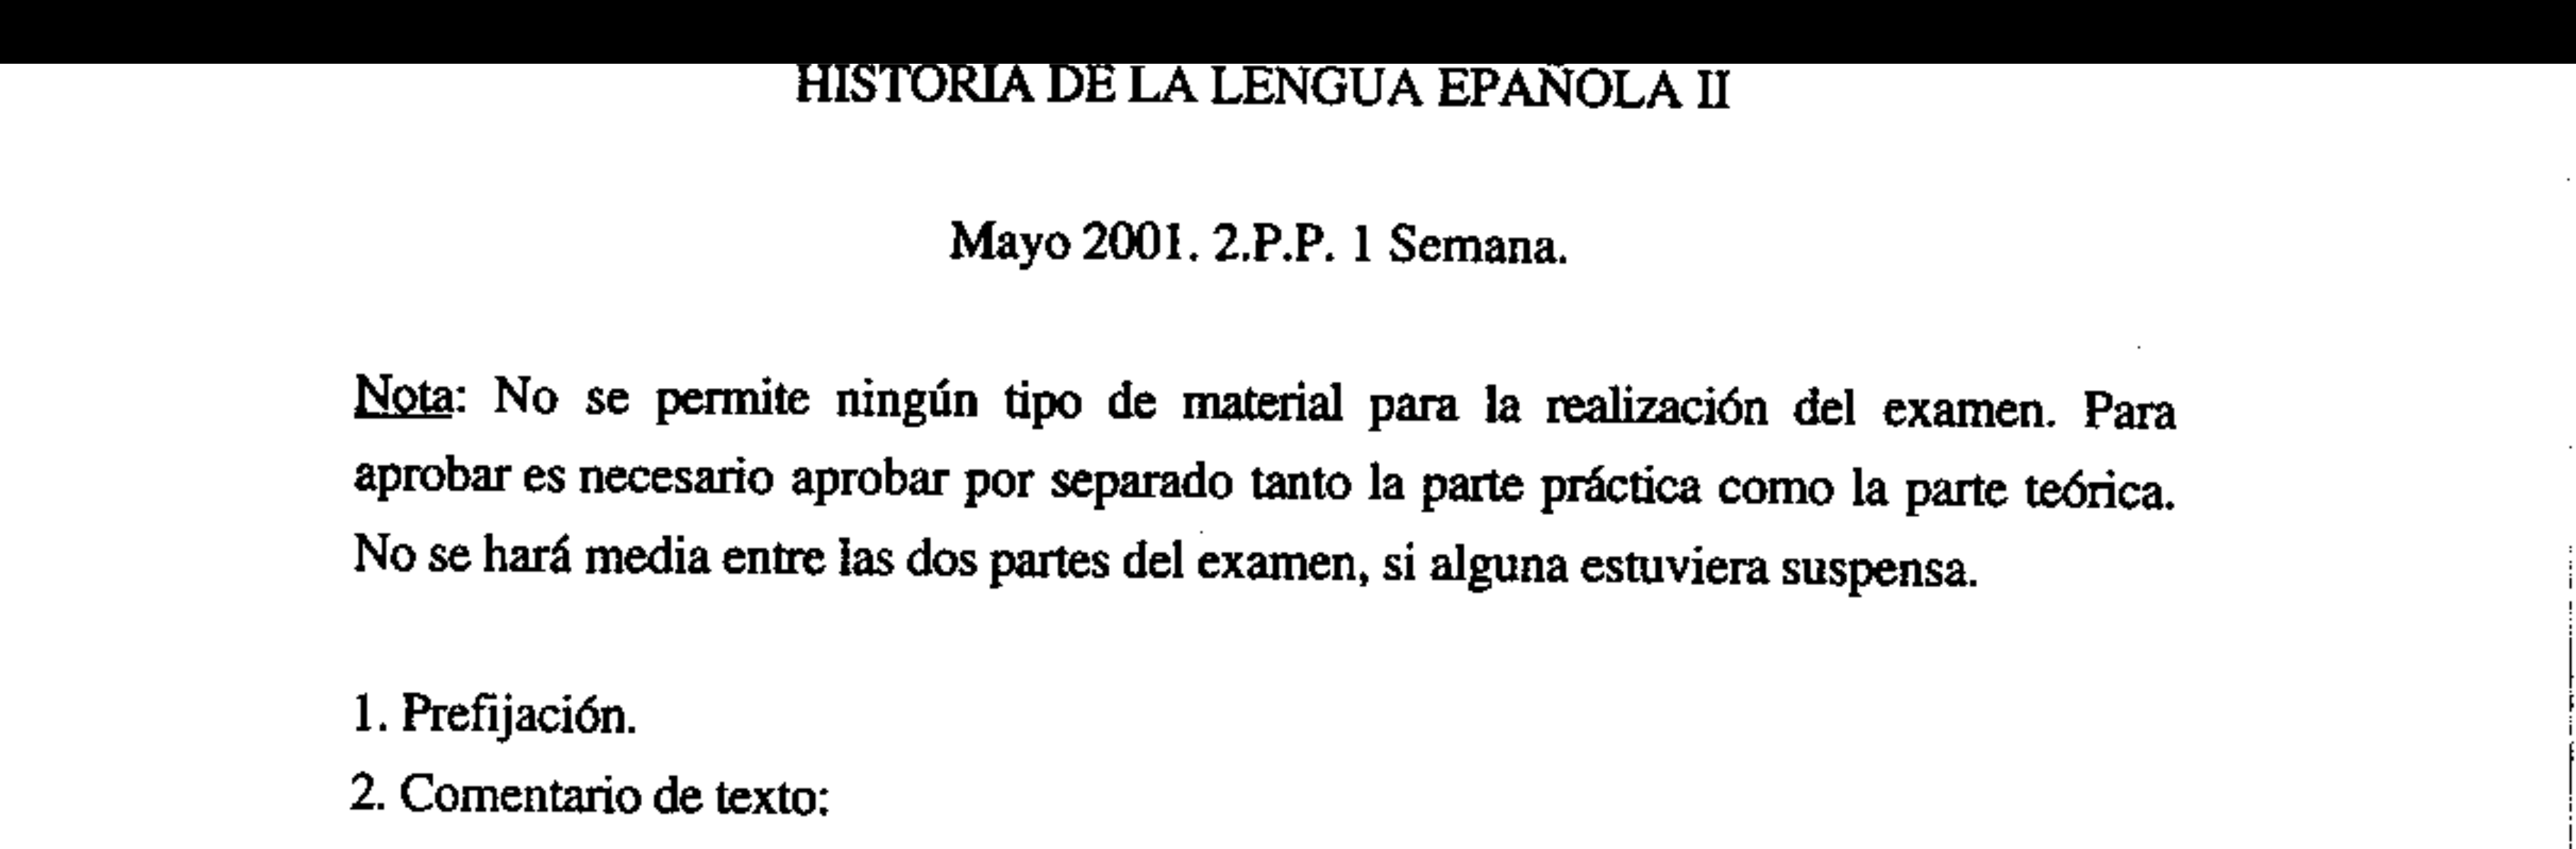 HISTORIA DE LA LENGUA EPAÑOLA II
Mayo 2001. 2.P.P. 1 Semana.
Nota: No se permite ningún tipo de material para la realización del examen. Para
aprobar es necesario aprobar por separado tanto la parte práctica como la parte teórica.
No se hará media entre las dos partes del examen, si alguna estuviera suspensa.
1. Prefijación.
2. Comentario de texto: